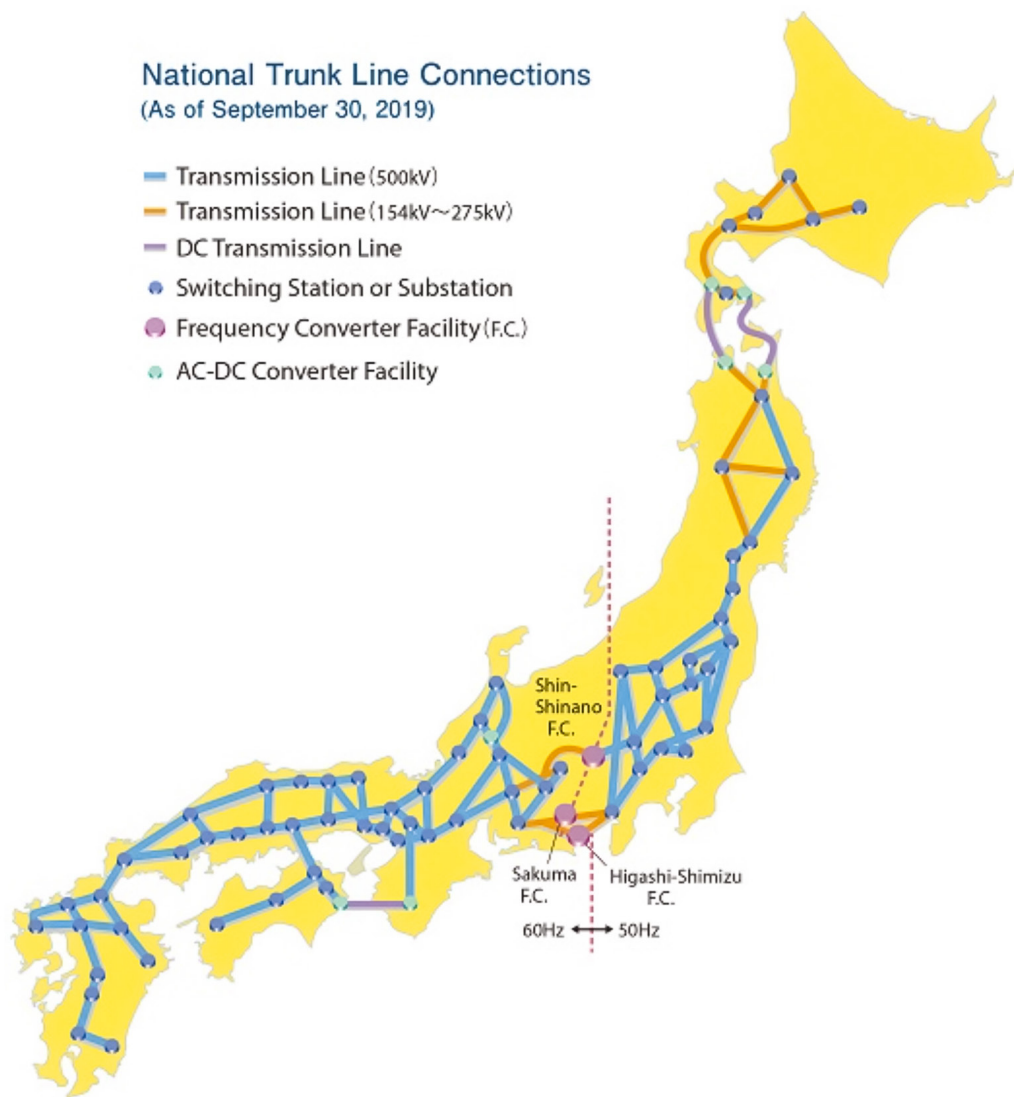 National Trunk Line Connections
(As of September 30, 2019)
Transmission Line(500kV)
Transmission Line(154kV～275kV)
DC Transmission Line
Switching Station or Substation
Frequency Converter Facility(F.C.)
AC-DC Converter Facility
Shin-
Shinano
F.C.
Sakuma
F.C.
Higashi-Shimizu
F.C.
60Hz
50Hz